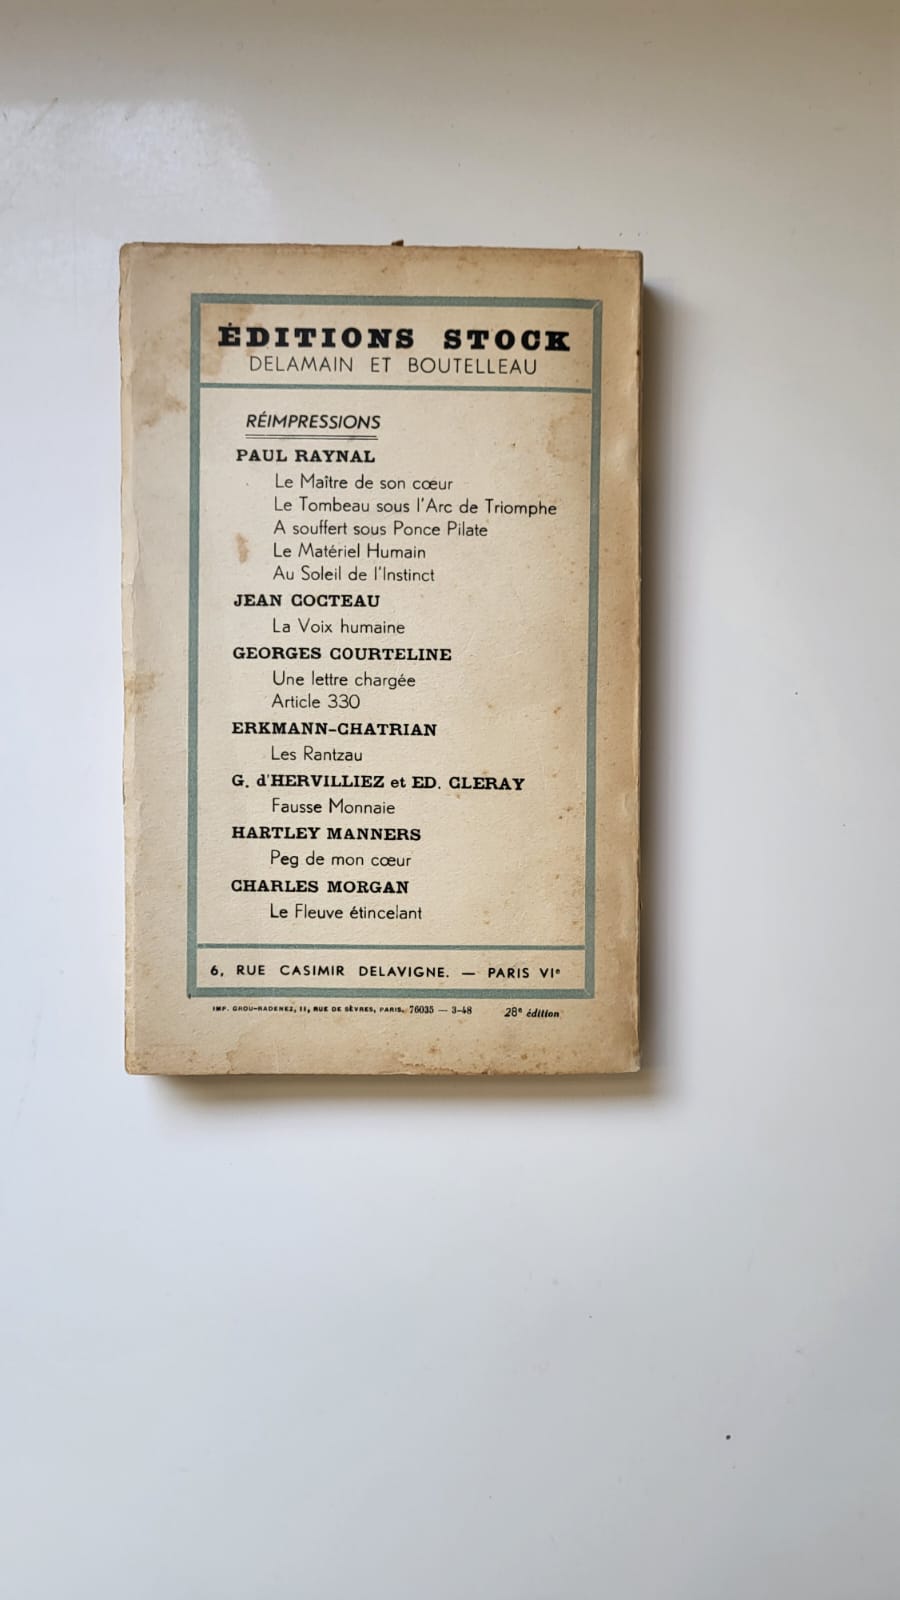 ÉDITIONS STOCK
DELAMAIN ET BOUTELLEAU
RÉIMPRESSIONS
PAUL RAYNAL
Le Maître de son cœur
Le Tombeau sous l'Arc de Triomphe
A souffert sous Ponce Pilate
Le Matériel Humain
Au Soleil de l'Instinct
JEAN COCTEAU
La Voix humaine
GEORGES COURTELINE
Une lettre chargée
Article 330
ERKMANN-CHATRIAN
Les Rantzau
G. d'HERVILLIEZ et ED. CLERAY
Fausse Monnaie
HARTLEY MANNERS
Peg de mon cœur
CHARLES MORGAN
Le Fleuve étincelant
6, RUE CASIMIR DELAVIGNE. — PARIS VIe
IMP. GROU-RADENEZ, 11, RUE DE SÈVRES, PARIS. 76035 — 3-48 28e édition